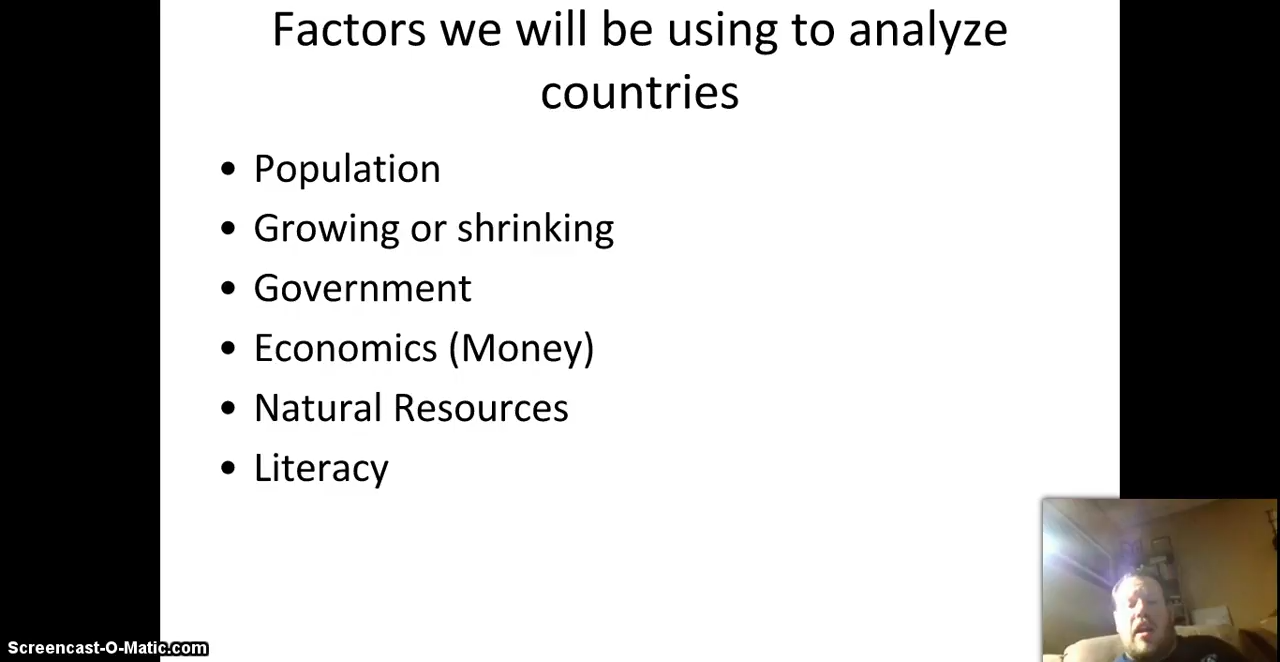 Factors we will be using to analyze
countries
• Population
• Growing or shrinking
• Government
• Economics (Money)
• Natural Resources
• Literacy
Screencast-O-Matic.com